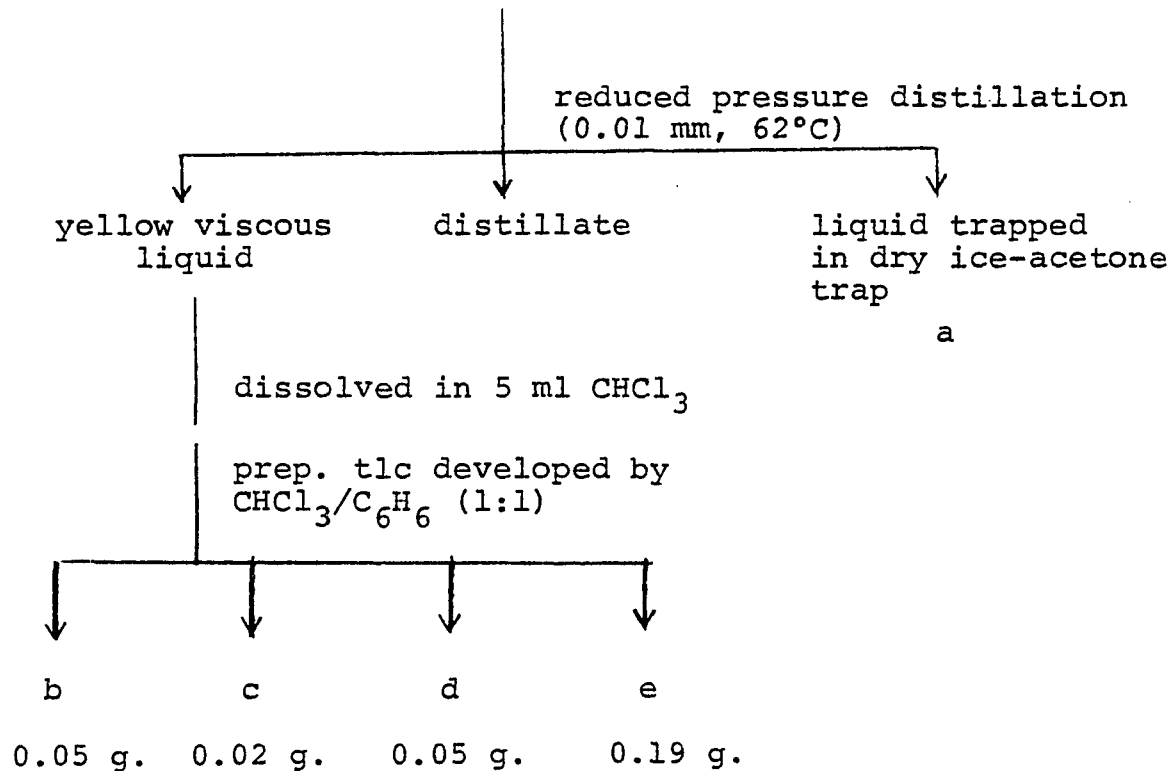 reduced pressure distillation
(0.01 mm, 62°C)
yellow viscous
liquid
distillate
liquid trapped
in dry ice-acetone
trap
a
dissolved in 5 ml CHCl3
prep. tlc developed by
CHCl3/C6H6 (1:1)
b c d e
0.05 g. 0.02 g. 0.05 g. 0.19 g.